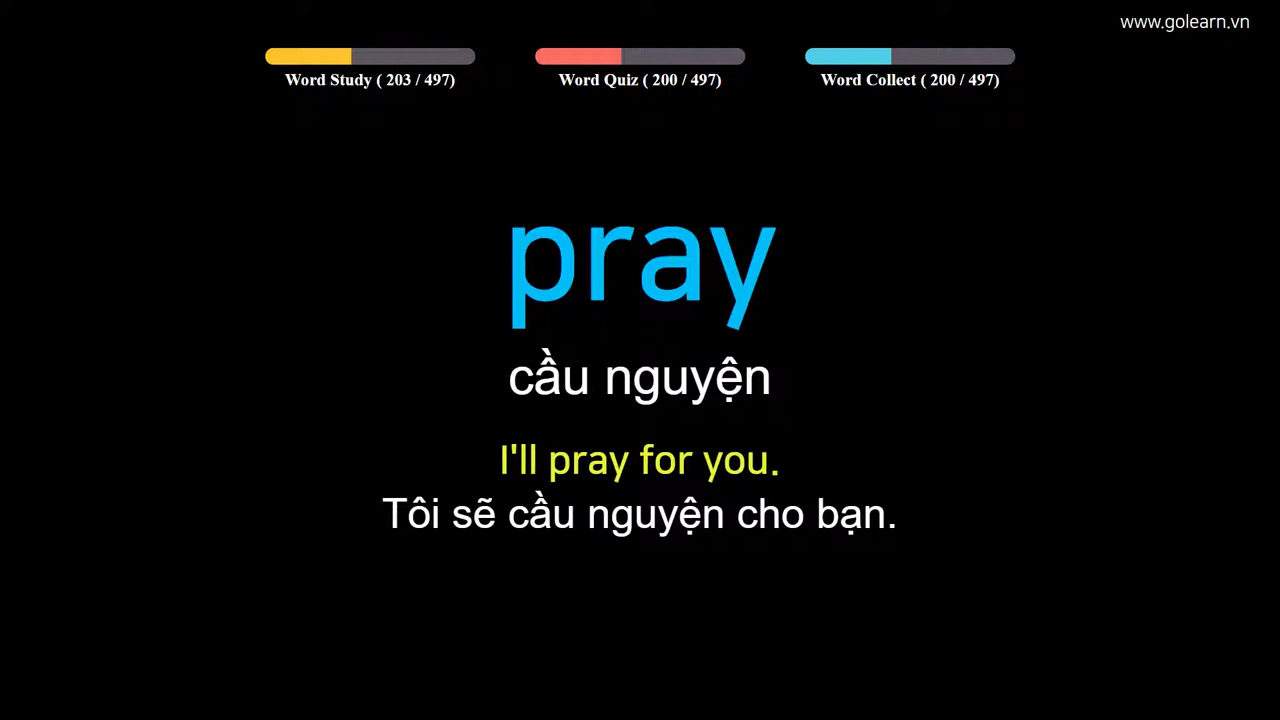 www.golearn.vn
Word Study ( 203 / 497)
Word Quiz ( 200 / 497)
Word Collect ( 200 / 497)
pray
cầu nguyện
I'll pray for you.
Tôi sẽ cầu nguyện cho bạn.